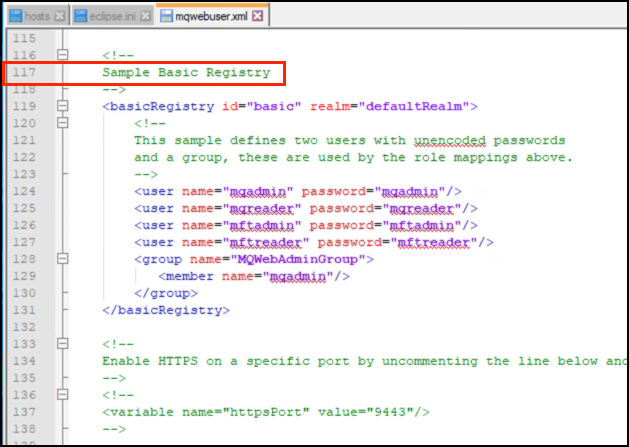 hosts eclipse.ini mqwebuser.xml
115
116 <!--
117 Sample Basic Registry
118 -->
119 <basicRegistry id="basic" realm="defaultRealm">
120 <!--
121 This sample defines two users with unencoded passwords
122 and a group, these are used by the role mappings above.
123 -->
124 <user name="mqadmin" password="mqadmin"/>
125 <user name="mqreader" password="mqreader"/>
126 <user name="mftadmin" password="mftadmin"/>
127 <user name="mftreader" password="mftreader"/>
128 <group name="MQWebAdminGroup">
129 <member name="mqadmin"/>
130 </group>
131 </basicRegistry>
132
133 <!--
134 Enable HTTPS on a specific port by uncommenting the line below and
135 -->
136 <!--
137 <variable name="httpsPort" value="9443"/>
138 -->